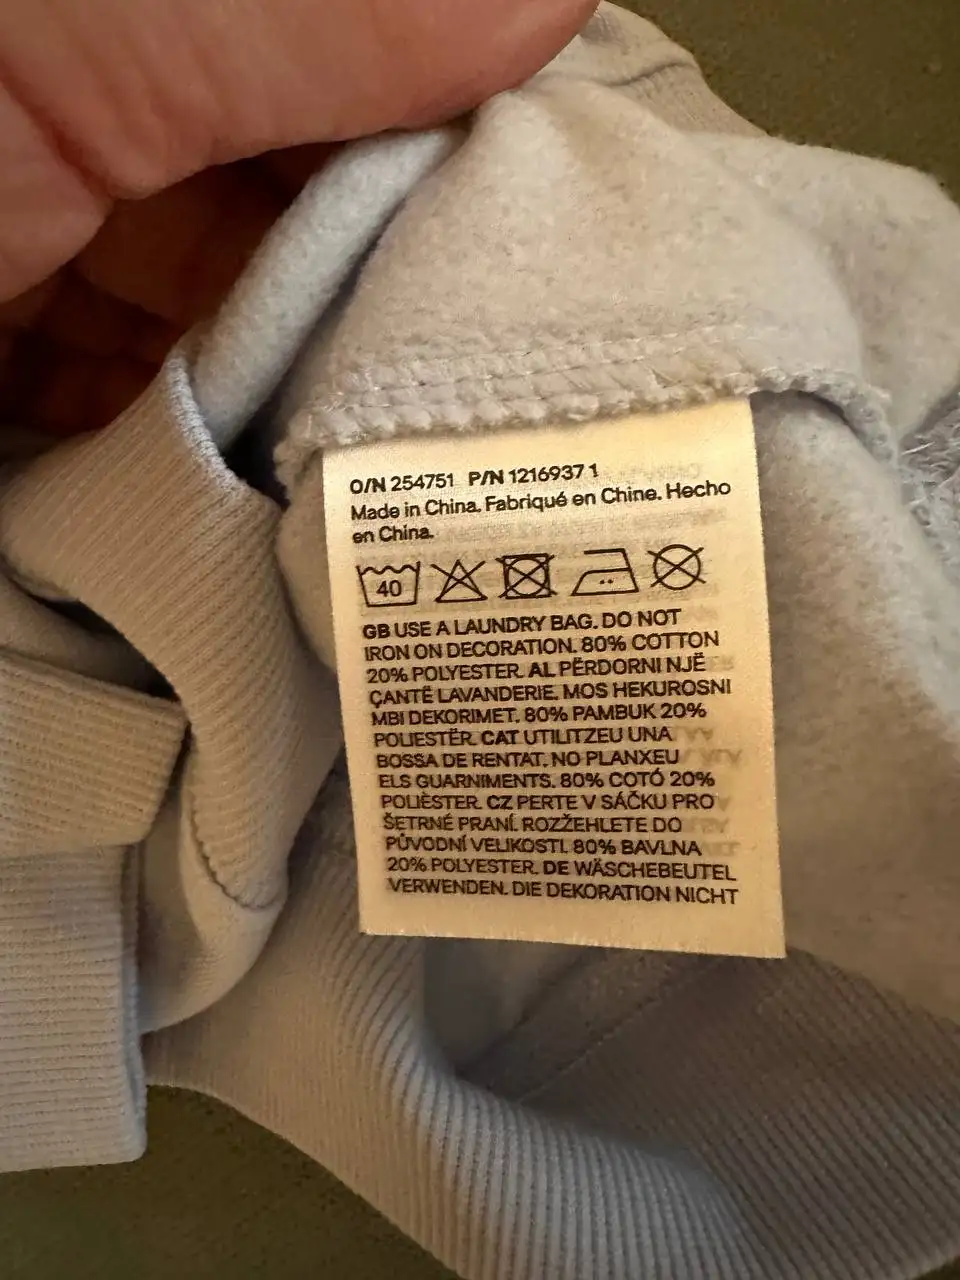 O/N 254751 P/N 12169371
Made in China. Fabriqué en Chine. Hecho
en China.
40
GB USE A LAUNDRY BAG. DO NOT
IRON ON DECORATION. 80% COTTON
20% POLYESTER. AL PËRDORNI NJË
ÇANTË LAVANDERIE. MOS HEKUROSNI
MBI DEKORIMET. 80% PAMBUK 20%
POLIESTËR. CAT UTILITZEU UNA
BOSSA DE RENTAT. NO PLANXEU
ELS GUARNIMENTS. 80% COTÓ 20%
POLIÈSTER. CZ PERTE V SÁČKU PRO
ŠETRNÉ PRANÍ. ROZŽEHLETE DO
PŮVODNÍ VELIKOSTI. 80% BAVLNA
20% POLYESTER. DE WÄSCHEBEUTEL
VERWENDEN. DIE DEKORATION NICHT